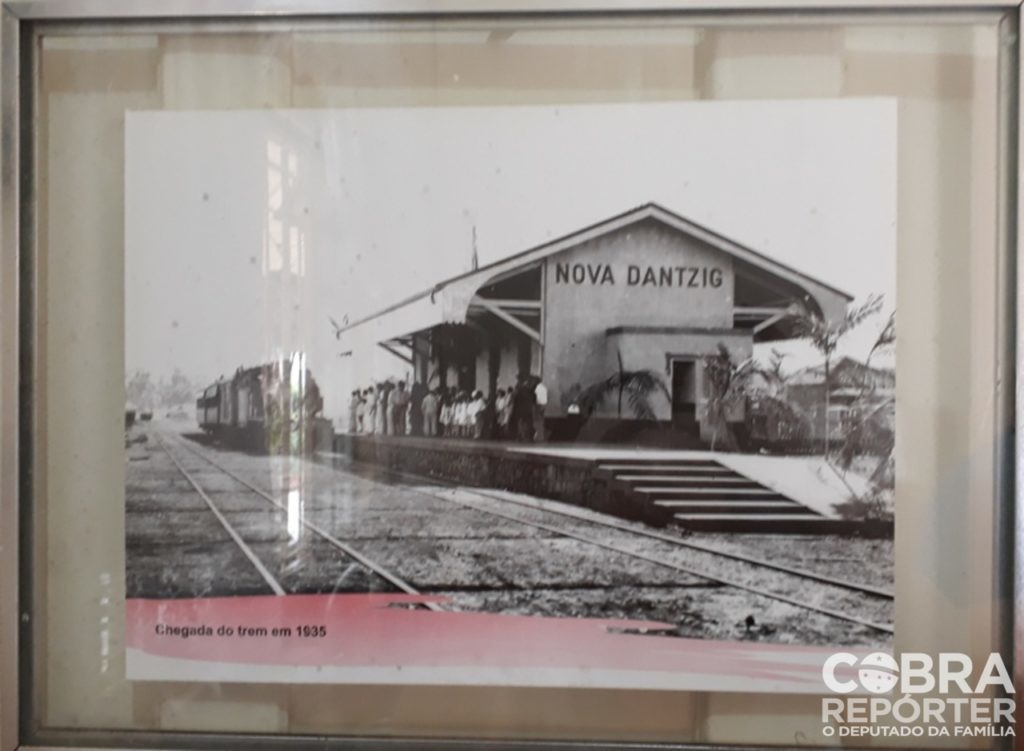 NOVA DANTZIG
Chegada do trem em 1935
COBRA
REPÓRTER
O DEPUTADO DA FAMÍLIA